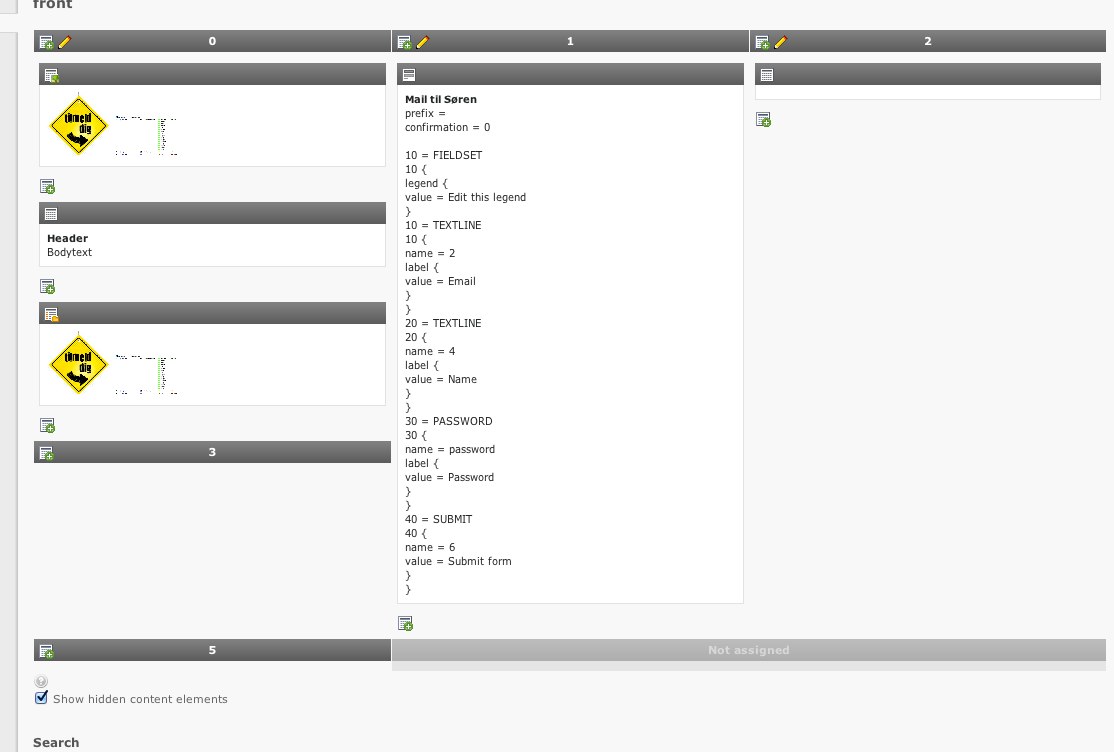 front
0
1
2
tilmeld
dig
Header
Bodytext
tilmeld
dig
Mail til Søren
prefix =
confirmation = 0
10 = FIELDSET
10 {
legend {
value = Edit this legend
}
10 = TEXTLINE
10 {
name = 2
label {
value = Email
}
}
20 = TEXTLINE
20 {
name = 4
label {
value = Name
}
}
30 = PASSWORD
30 {
name = password
label {
value = Password
}
}
40 = SUBMIT
40 {
name = 6
value = Submit form
}
}
3
5
Not assigned
Show hidden content elements
Search